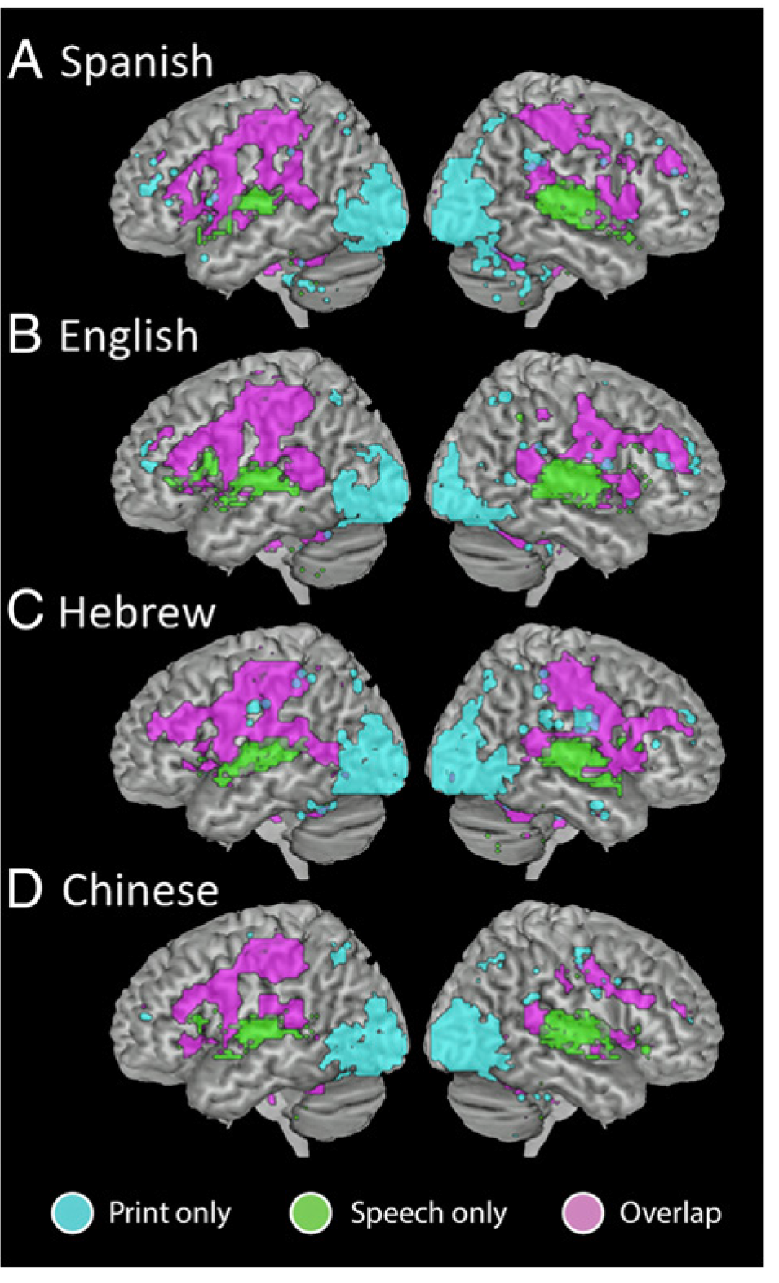 A Spanish
B English
C Hebrew
D Chinese
Print only Speech only Overlap